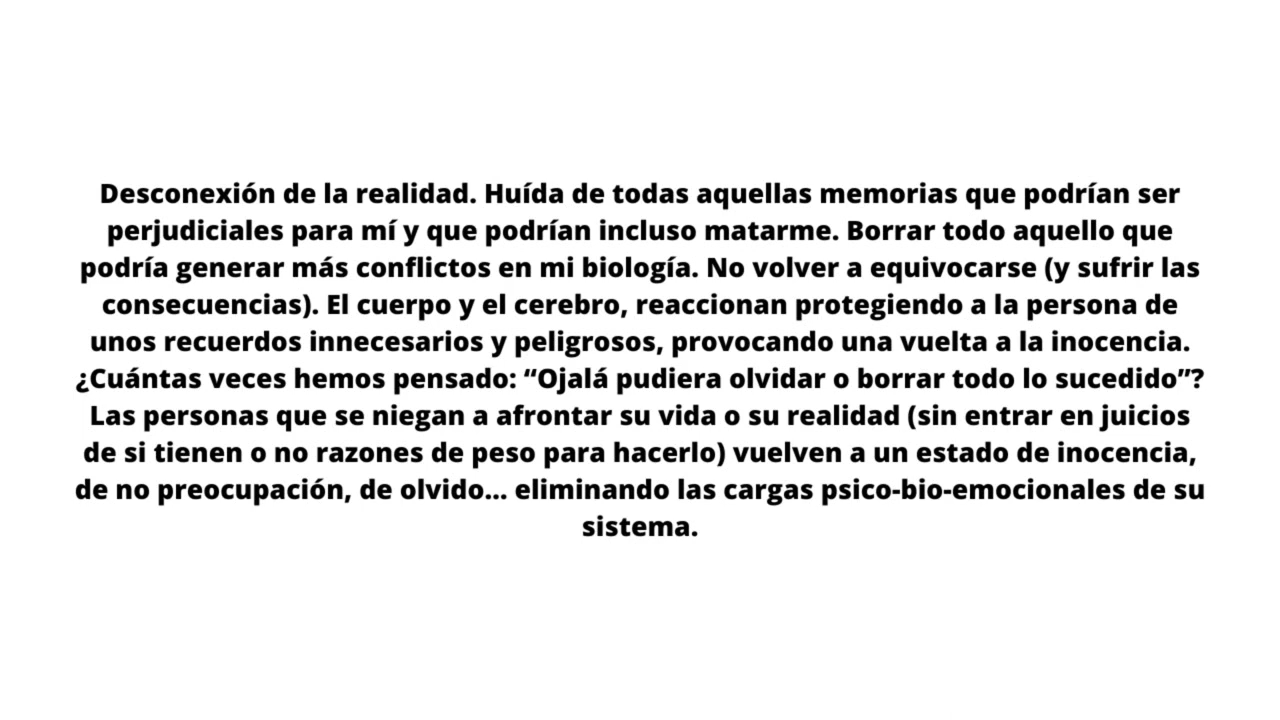 Desconexión de la realidad. Huída de todas aquellas memorias que podrían ser
perjudiciales para mí y que podrían incluso matarme. Borrar todo aquello que
podría generar más conflictos en mi biología. No volver a equivocarse (y sufrir las
consecuencias). El cuerpo y el cerebro, reaccionan protegiendo a la persona de
unos recuerdos innecesarios y peligrosos, provocando una vuelta a la inocencia.
¿Cuántas veces hemos pensado: “Ojalá pudiera olvidar o borrar todo lo sucedido”?
Las personas que se niegan a afrontar su vida o su realidad (sin entrar en juicios
de si tienen o no razones de peso para hacerlo) vuelven a un estado de inocencia,
de no preocupación, de olvido... eliminando las cargas psico-bio-emocionales de su
sistema.